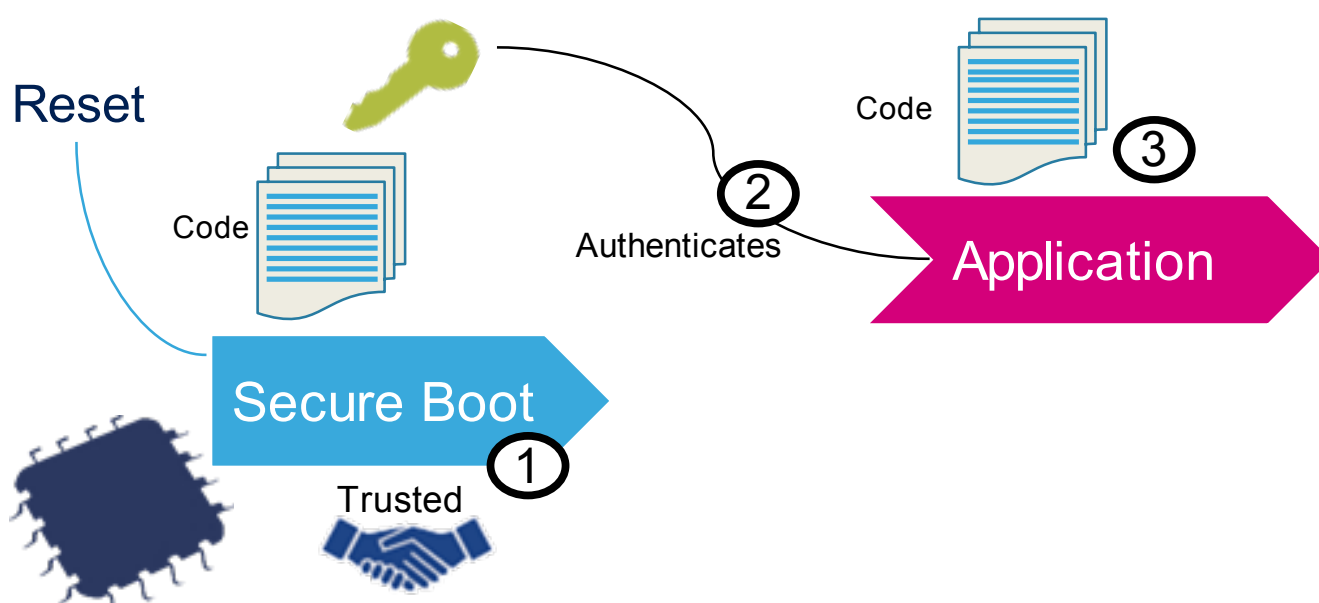 Reset
Code
Code
3
2
Authenticates
Application
Secure Boot
1
Trusted